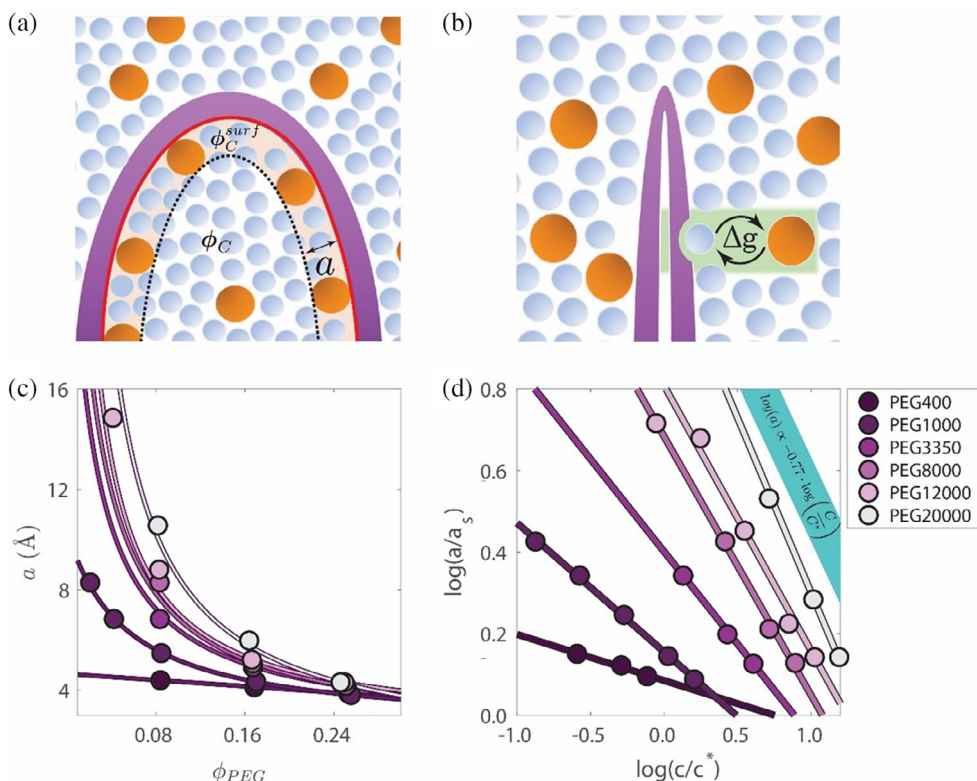 (a)
(b)
ϕ_C^{surf}
ϕ_C
a
Δg
(c)
(d)
16
12
8
4
a (Å)
0.08
0.16
0.24
ϕ_{PEG}
0.8
0.6
0.4
0.2
0.0
log(a/a_s)
-1.0
-0.5
0.0
0.5
1.0
log(c/c^*)
log(a) ∝ -0.77 · log(C/C^*)
PEG400
PEG1000
PEG3350
PEG8000
PEG12000
PEG20000